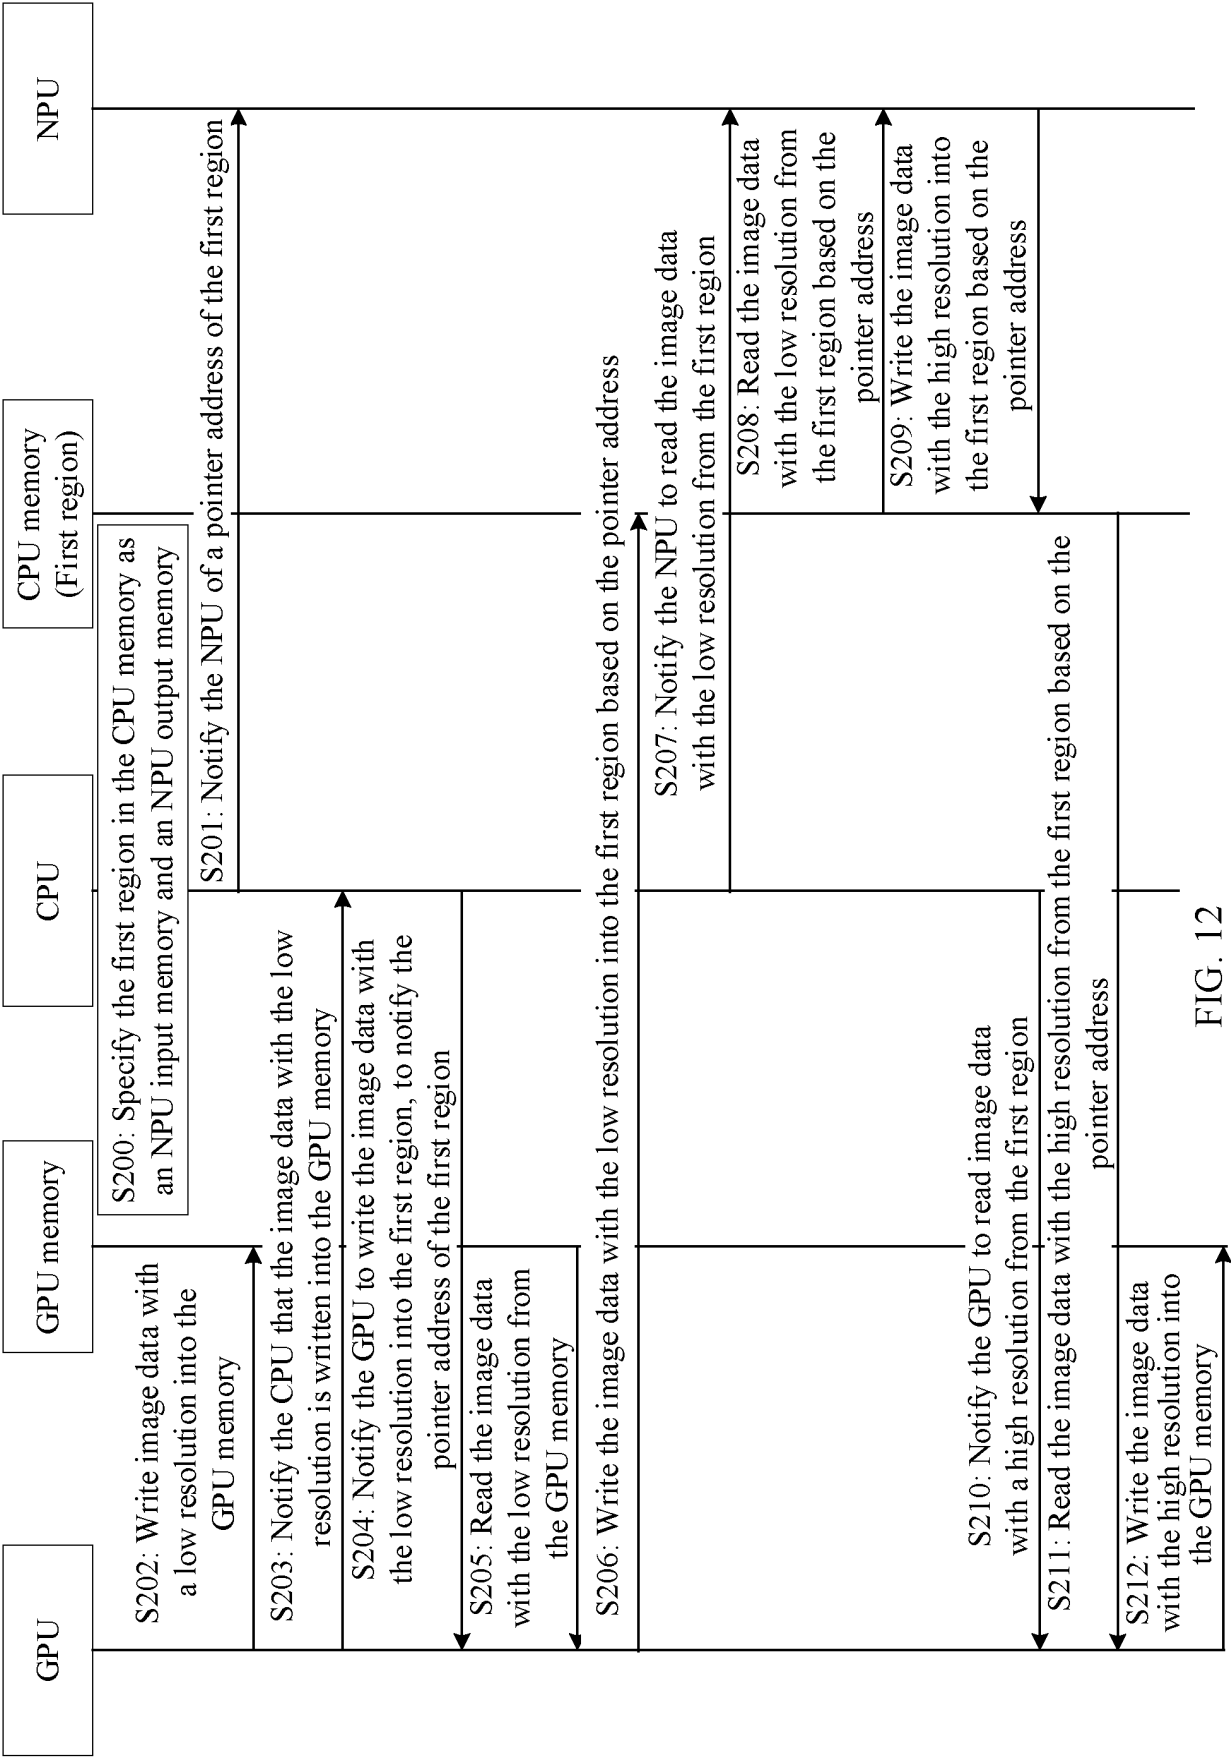 GPU
GPU memory
CPU
CPU memory
(First region)
NPU
S200: Specify the first region in the CPU memory as
an NPU input memory and an NPU output memory
S201: Notify the NPU of a pointer address of the first region
S202: Write image data with
a low resolution into the
GPU memory
S203: Notify the CPU that the image data with the low
resolution is written into the GPU memory
S204: Notify the GPU to write the image data with
the low resolution into the first region, to notify the
pointer address of the first region
S205: Read the image data
with the low resolution from
the GPU memory
S206: Write the image data with the low resolution into the first region based on the pointer address
S207: Notify the NPU to read the image data
with the low resolution from the first region
S208: Read the image data
with the low resolution from
the first region based on the
pointer address
S209: Write the image data
with the high resolution into
the first region based on the
pointer address
S210: Notify the GPU to read image data
with a high resolution from the first region
S211: Read the image data with the high resolution from the first region based on the
pointer address
S212: Write the image data
with the high resolution into
the GPU memory
FIG. 12